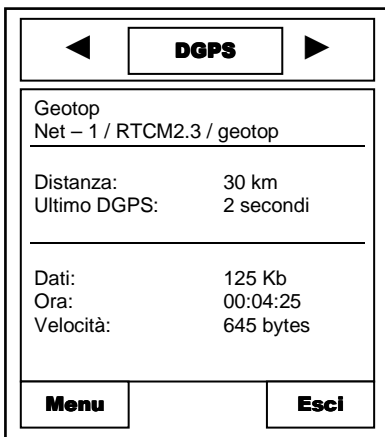 ◄ DGPS ►
Geotop
Net – 1 / RTCM2.3 / geotop
Distanza: 30 km
Ultimo DGPS: 2 secondi
Dati: 125 Kb
Ora: 00:04:25
Velocità: 645 bytes
Menu Esci